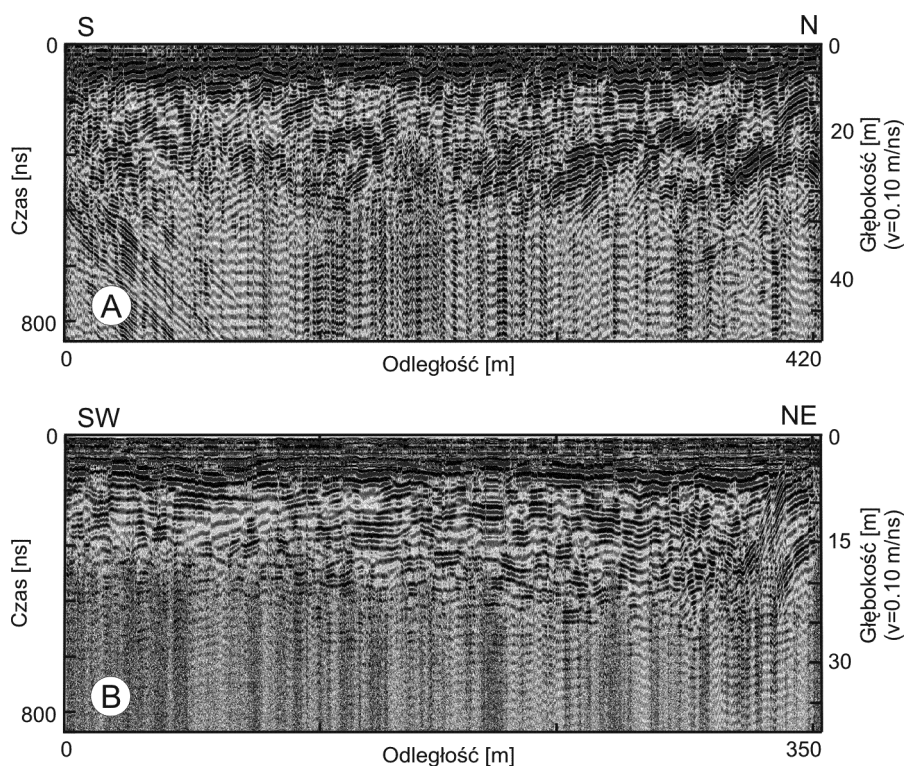 S N
0 0
20
40
Czas [ns]
Głębokość [m]
(v=0.10 m/ns)
A
800
0 420
Odległość [m]
SW NE
0 0
15
30
Czas [ns]
Głębokość [m]
(v=0.10 m/ns)
B
800
0 350
Odległość [m]